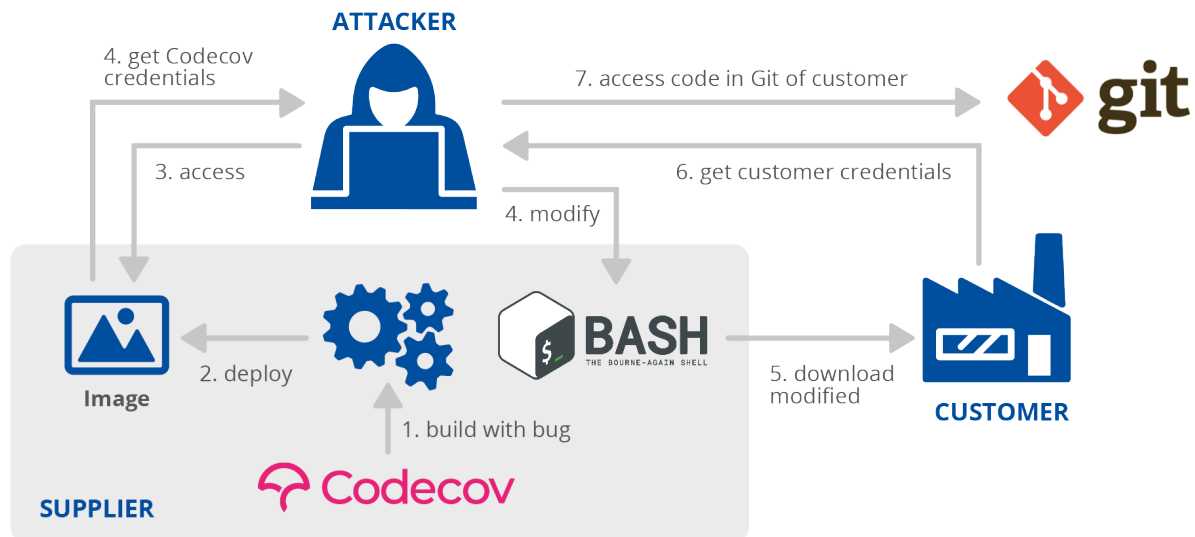 ATTACKER
4. get Codecov
credentials
7. access code in Git of customer
git
3. access
6. get customer credentials
4. modify
$_
BASH
THE BOURNE-AGAIN SHELL
2. deploy
Image
5. download
modified
CUSTOMER
1. build with bug
Codecov
SUPPLIER